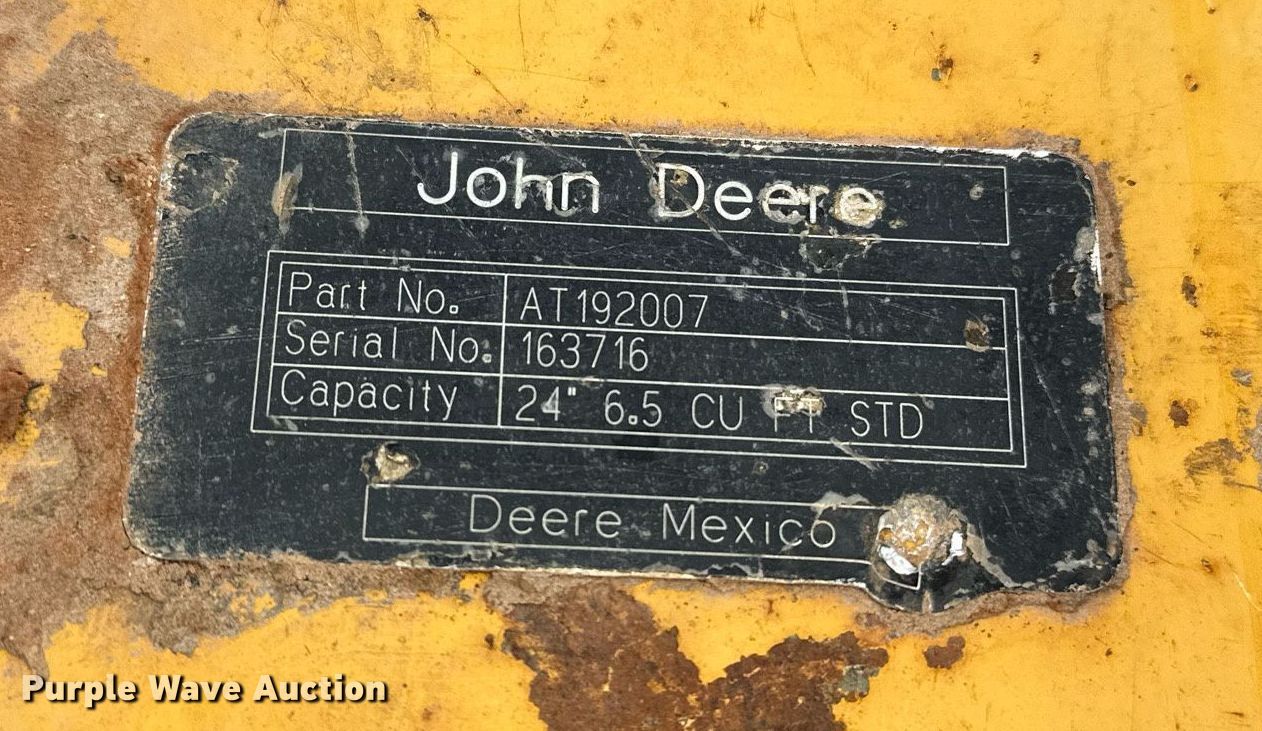 John Deere
Part No. AT192007
Serial No. 163716
Capacity 24" 6.5 CU FT STD
Deere Mexico
Purple Wave Auction